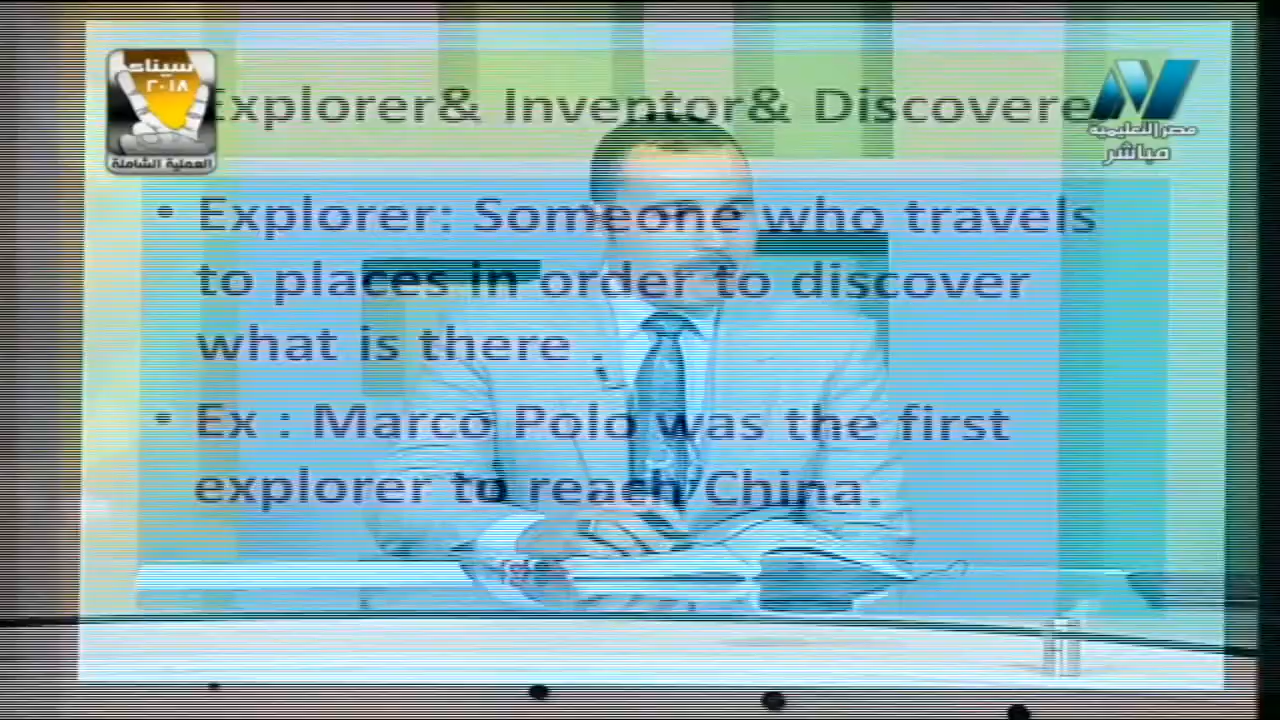 سيناء
٢٠١٨
العملية الشاملة
مصر التعليمية
مباشر
Explorer& Inventor& Discovere
• Explorer: Someone who travels
to places in order to discover
what is there .
• Ex : Marco Polo was the first
explorer to reach China.